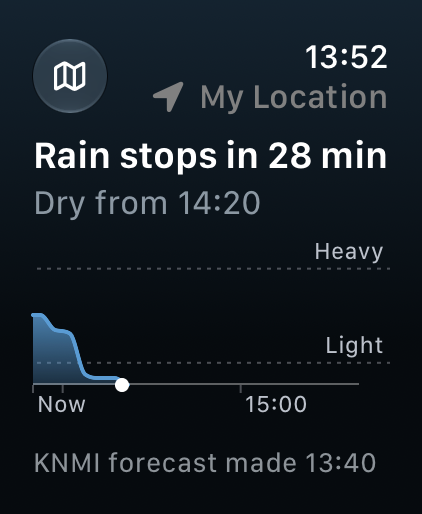 13:52
My Location
Rain stops in 28 min
Dry from 14:20
Heavy
Light
Now 15:00
KNMI forecast made 13:40